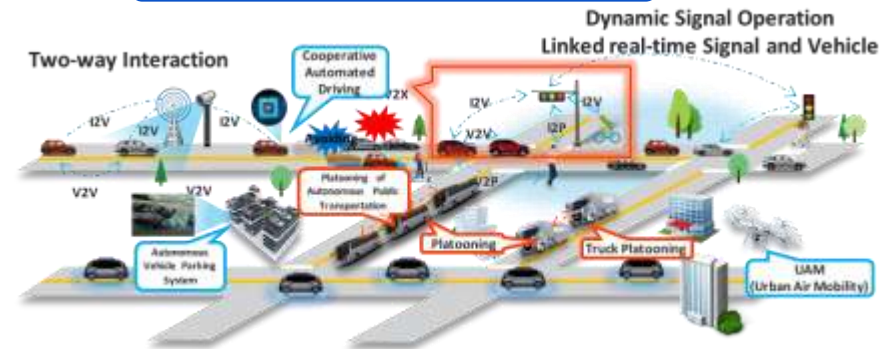 Dynamic Signal Operation
Linked real-time Signal and Vehicle
Two-way Interaction
Cooperative
Automated
Driving
V2X
I2V
I2V
I2V
I2V
I2V
V2V
I2P
V2V
V2V
V2P
Platooning of
Autonomous Public
Transportation
Platooning
Truck Platooning
Autonomous
Vehicle Parking
System
UAM
(Urban Air Mobility)